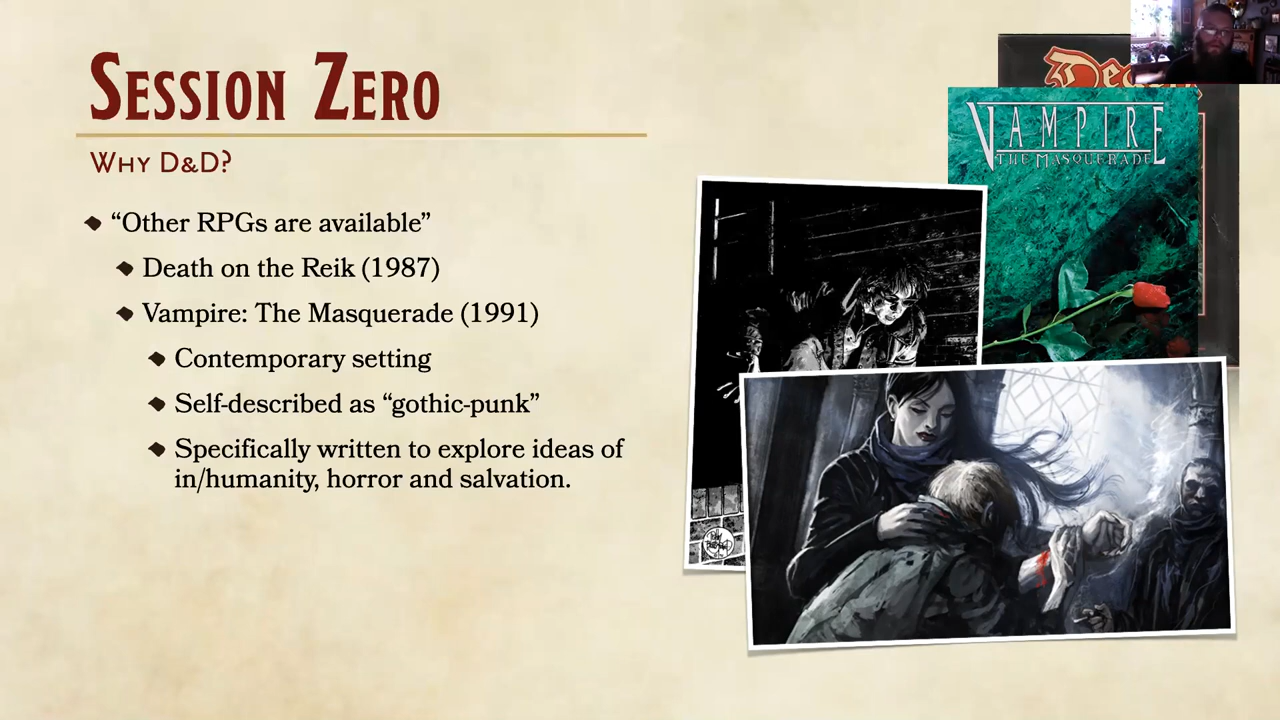 SESSION ZERO
WHY D&D?
“Other RPGs are available”
Death on the Reik (1987)
Vampire: The Masquerade (1991)
Contemporary setting
Self-described as “gothic-punk”
Specifically written to explore ideas of
in/humanity, horror and salvation.
VAMPIRE
THE MASQUERADE